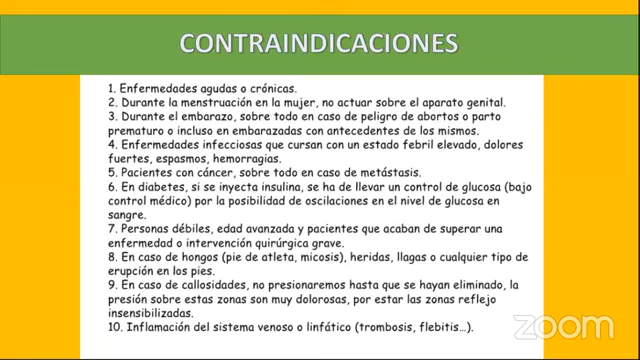 CONTRAINDICACIONES
1. Enfermedades agudas o crónicas.
2. Durante la menstruación en la mujer, no actuar sobre el aparato genital.
3. Durante el embarazo, sobre todo en caso de peligro de abortos o parto
prematuro o incluso en embarazadas con antecedentes de los mismos.
4. Enfermedades infecciosas que cursan con un estado febril elevado, dolores
fuertes, espasmos, hemorragias.
5. Pacientes con cáncer, sobre todo en caso de metástasis.
6. En diabetes, si se inyecta insulina, se ha de llevar un control de glucosa (bajo
control médico) por la posibilidad de oscilaciones en el nivel de glucosa en
sangre.
7. Personas débiles, edad avanzada y pacientes que acaban de superar una
enfermedad o intervención quirúrgica grave.
8. En caso de hongos (pie de atleta, micosis), heridas, llagas o cualquier tipo de
erupción en los pies.
9. En caso de callosidades, no presionaremos hasta que se hayan eliminado, la
presión sobre estas zonas son muy dolorosas, por estar las zonas reflejo
insensibilizadas.
10. Inflamación del sistema venoso o linfático (trombosis, flebitis...).
zoom